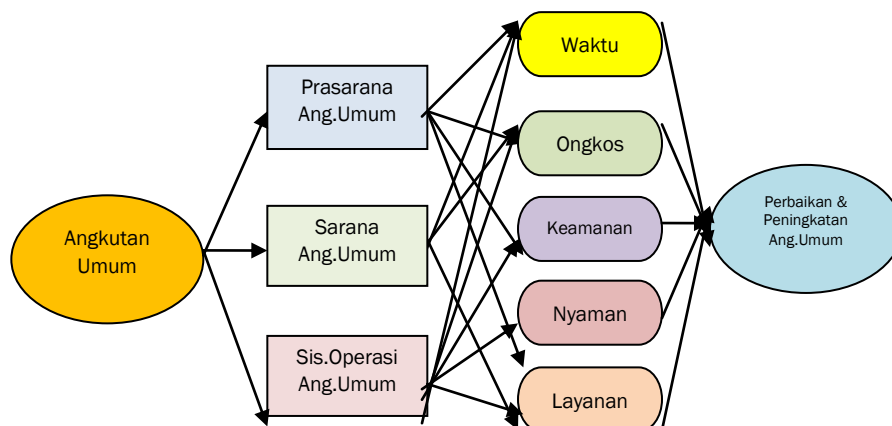 Angkutan
Umum
Prasarana
Ang.Umum
Sarana
Ang.Umum
Sis.Operasi
Ang.Umum
Waktu
Ongkos
Keamanan
Nyaman
Layanan
Perbaikan &
Peningkatan
Ang.Umum